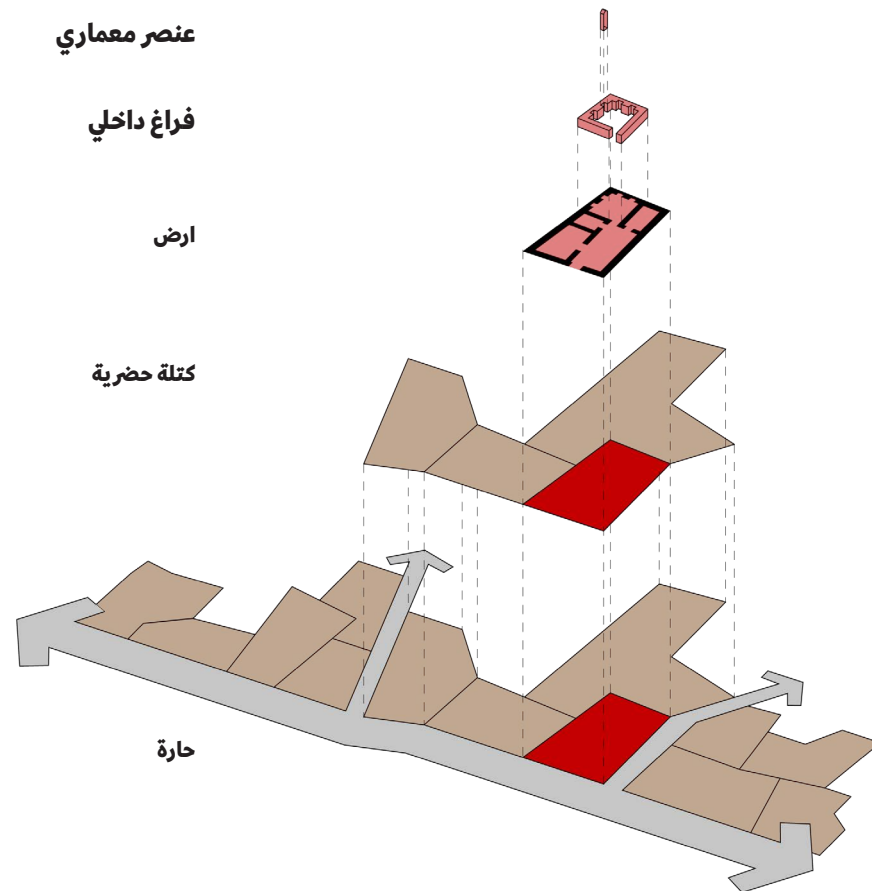 عنصر معماري
فراغ داخلي
ارض
كتلة حضرية
حارة